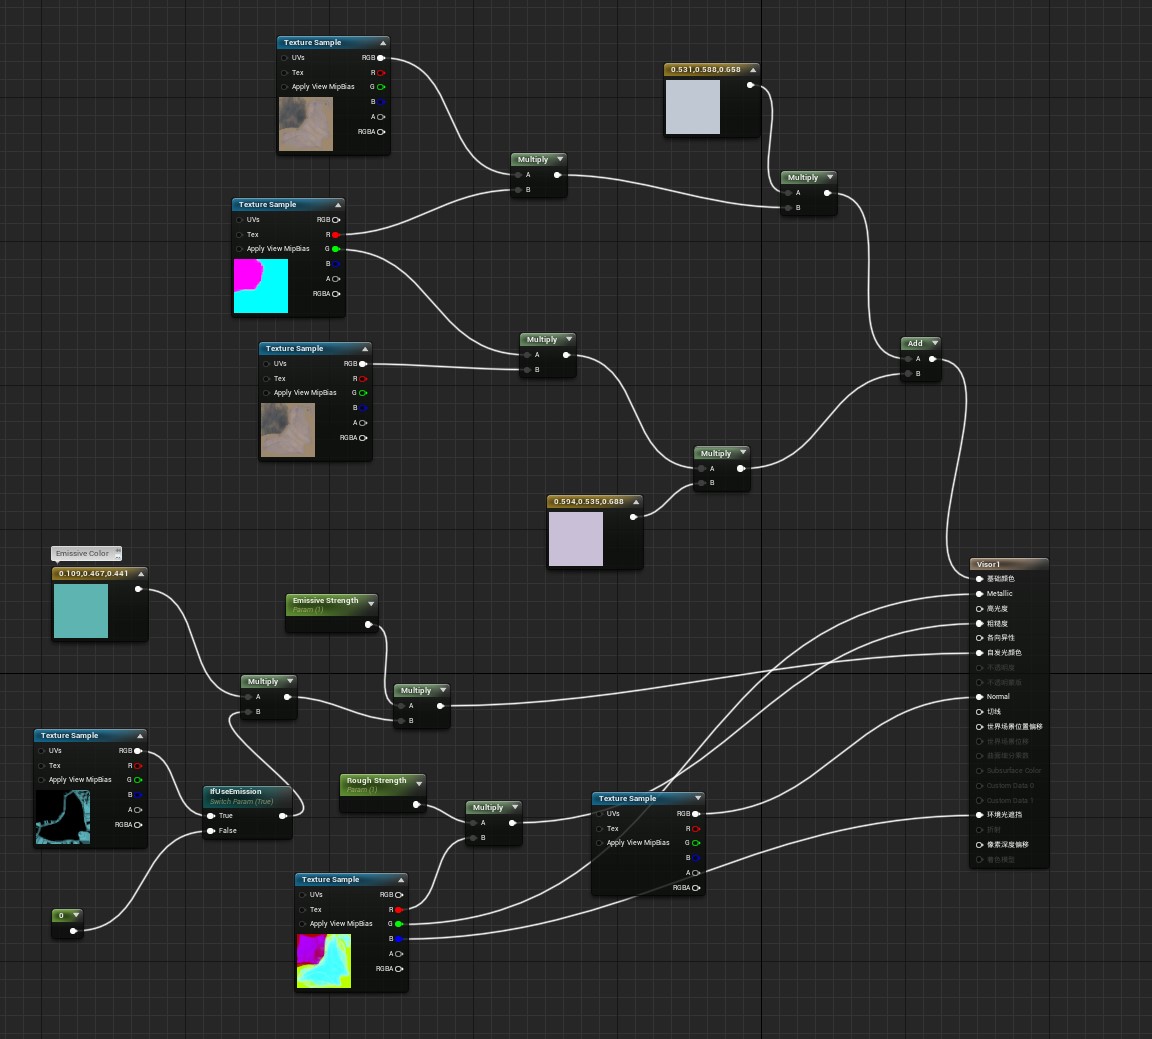 Texture Sample
UVs RGB
Tex R
Apply View MipBias G
B
A
RGBA
0.531,0.588,0.658
Multiply
A
B
Multiply
A
B
Texture Sample
UVs RGB
Tex R
Apply View MipBias G
B
A
RGBA
Multiply
A
B
Texture Sample
UVs RGB
Tex R
Apply View MipBias G
B
A
RGBA
Add
A
B
Multiply
A
B
0.594,0.535,0.688
Emissive Color
0.109,0.467,0.441
Emissive Strength
Param (1)
Multiply
A
B
Multiply
A
B
Texture Sample
UVs RGB
Tex R
Apply View MipBias G
B
A
RGBA
IfUseEmission
Switch Param (True)
True
False
0
Rough Strength
Param (1)
Multiply
A
B
Texture Sample
UVs RGB
Tex R
Apply View MipBias G
B
A
RGBA
Texture Sample
UVs RGB
Tex R
Apply View MipBias G
B
A
RGBA
Visor1
基础颜色
Metallic
高光度
粗糙度
各向异性
自发光颜色
不透明度
不透明蒙版
Normal
切线
世界场景位置偏移
世界场景位移
曲面细分乘数
Subsurface Color
Custom Data 0
Custom Data 1
环境光遮挡
折射
像素深度偏移
着色模型